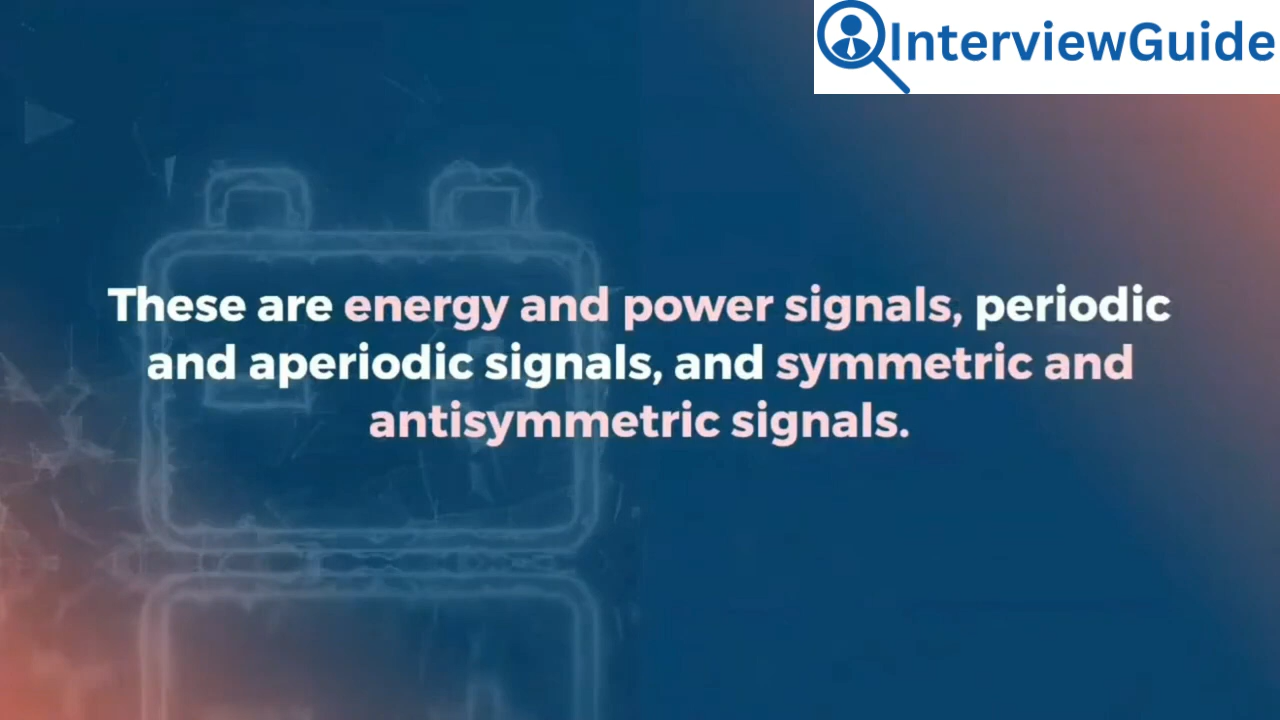 InterviewGuide
These are energy and power signals, periodic
and aperiodic signals, and symmetric and
antisymmetric signals.